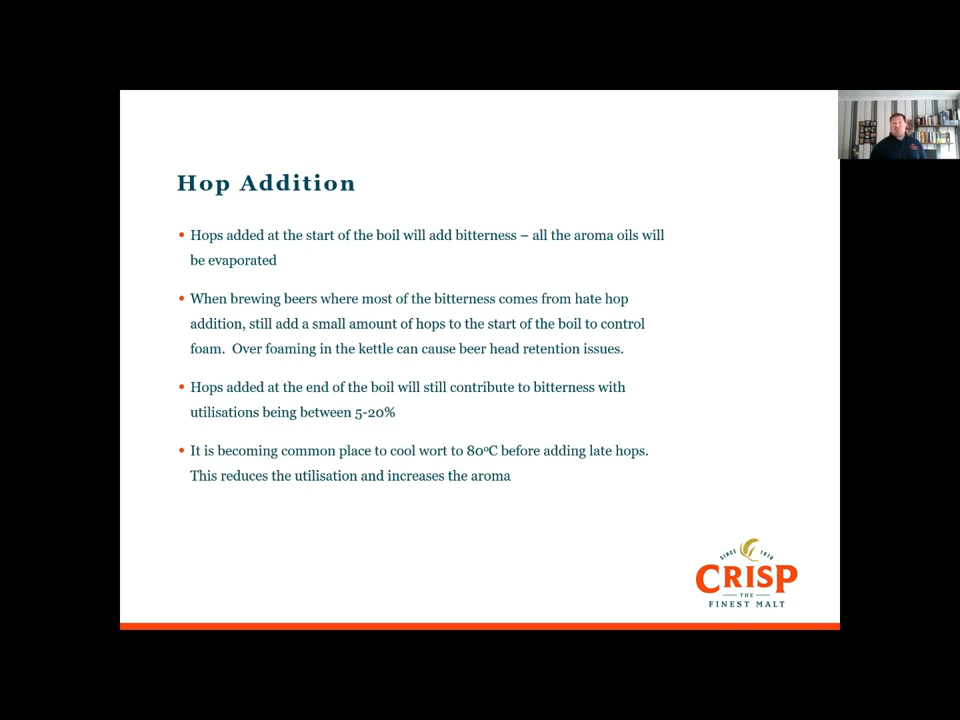 Hop Addition
• Hops added at the start of the boil will add bitterness – all the aroma oils will
be evaporated
• When brewing beers where most of the bitterness comes from hate hop
addition, still add a small amount of hops to the start of the boil to control
foam.  Over foaming in the kettle can cause beer head retention issues.
• Hops added at the end of the boil will still contribute to bitterness with
utilisations being between 5-20%
• It is becoming common place to cool wort to 80ºC before adding late hops.
This reduces the utilisation and increases the aroma
SINCE 1870
CRISP
THE
FINEST MALT